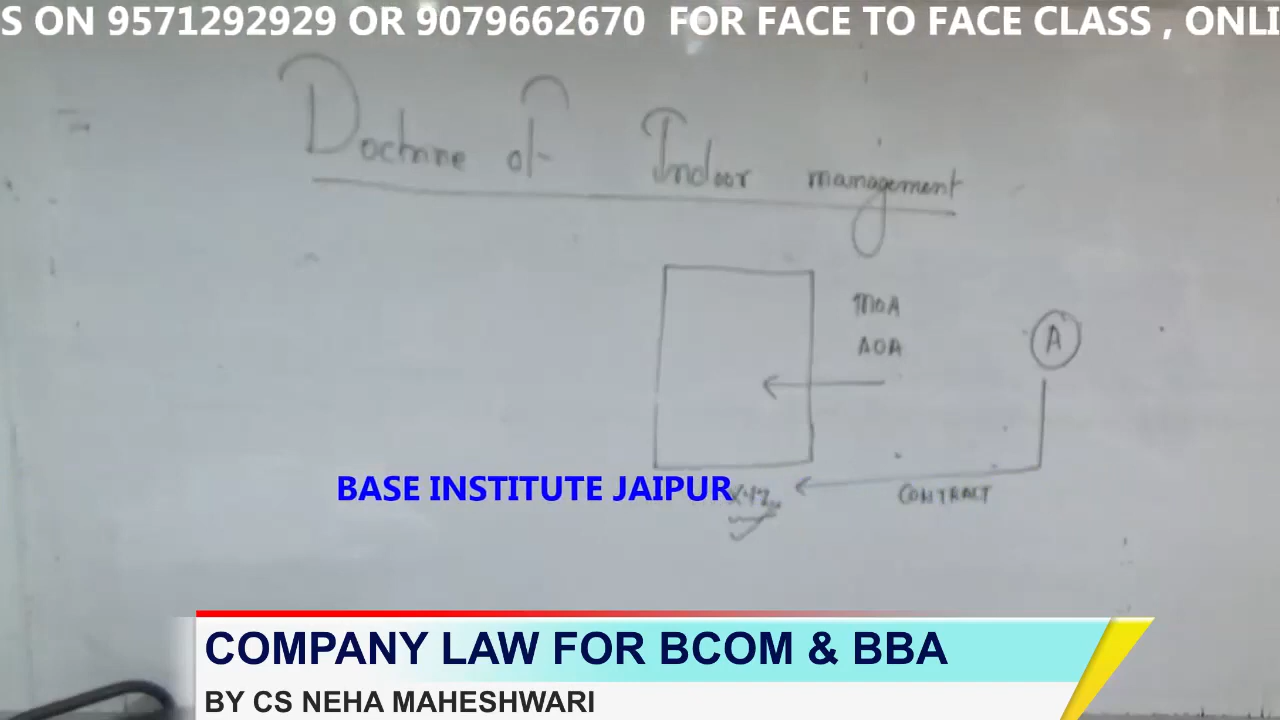 S ON 9571292929 OR 9079662670 FOR FACE TO FACE CLASS , ONLI
Doctrine of Indoor management
MOA
AOA
A
BASE INSTITUTE JAIPUR
CONTRACT
COMPANY LAW FOR BCOM & BBA
BY CS NEHA MAHESHWARI